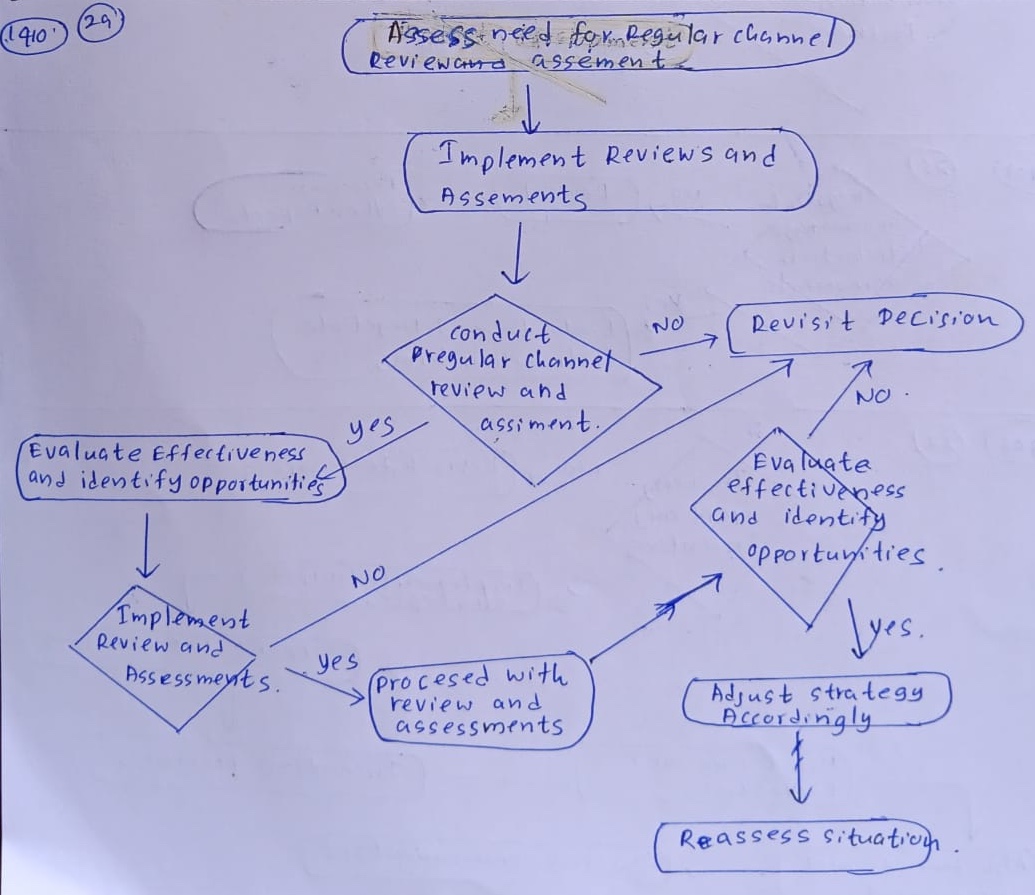 1410 29
Assess need for Regular channel
Review and assement
Implement Reviews and
Assements
conduct
regular channel
review and
assiment.
NO
Revisit Decision
NO.
yes
Evaluate Effectiveness
and identify opportunities
Evaluate
effectiveness
and identify
opportunities.
NO
Implement
Review and
Assessments.
yes
procesed with
review and
assessments
yes.
Adjust strategy
Accordingly
Reassess situation.